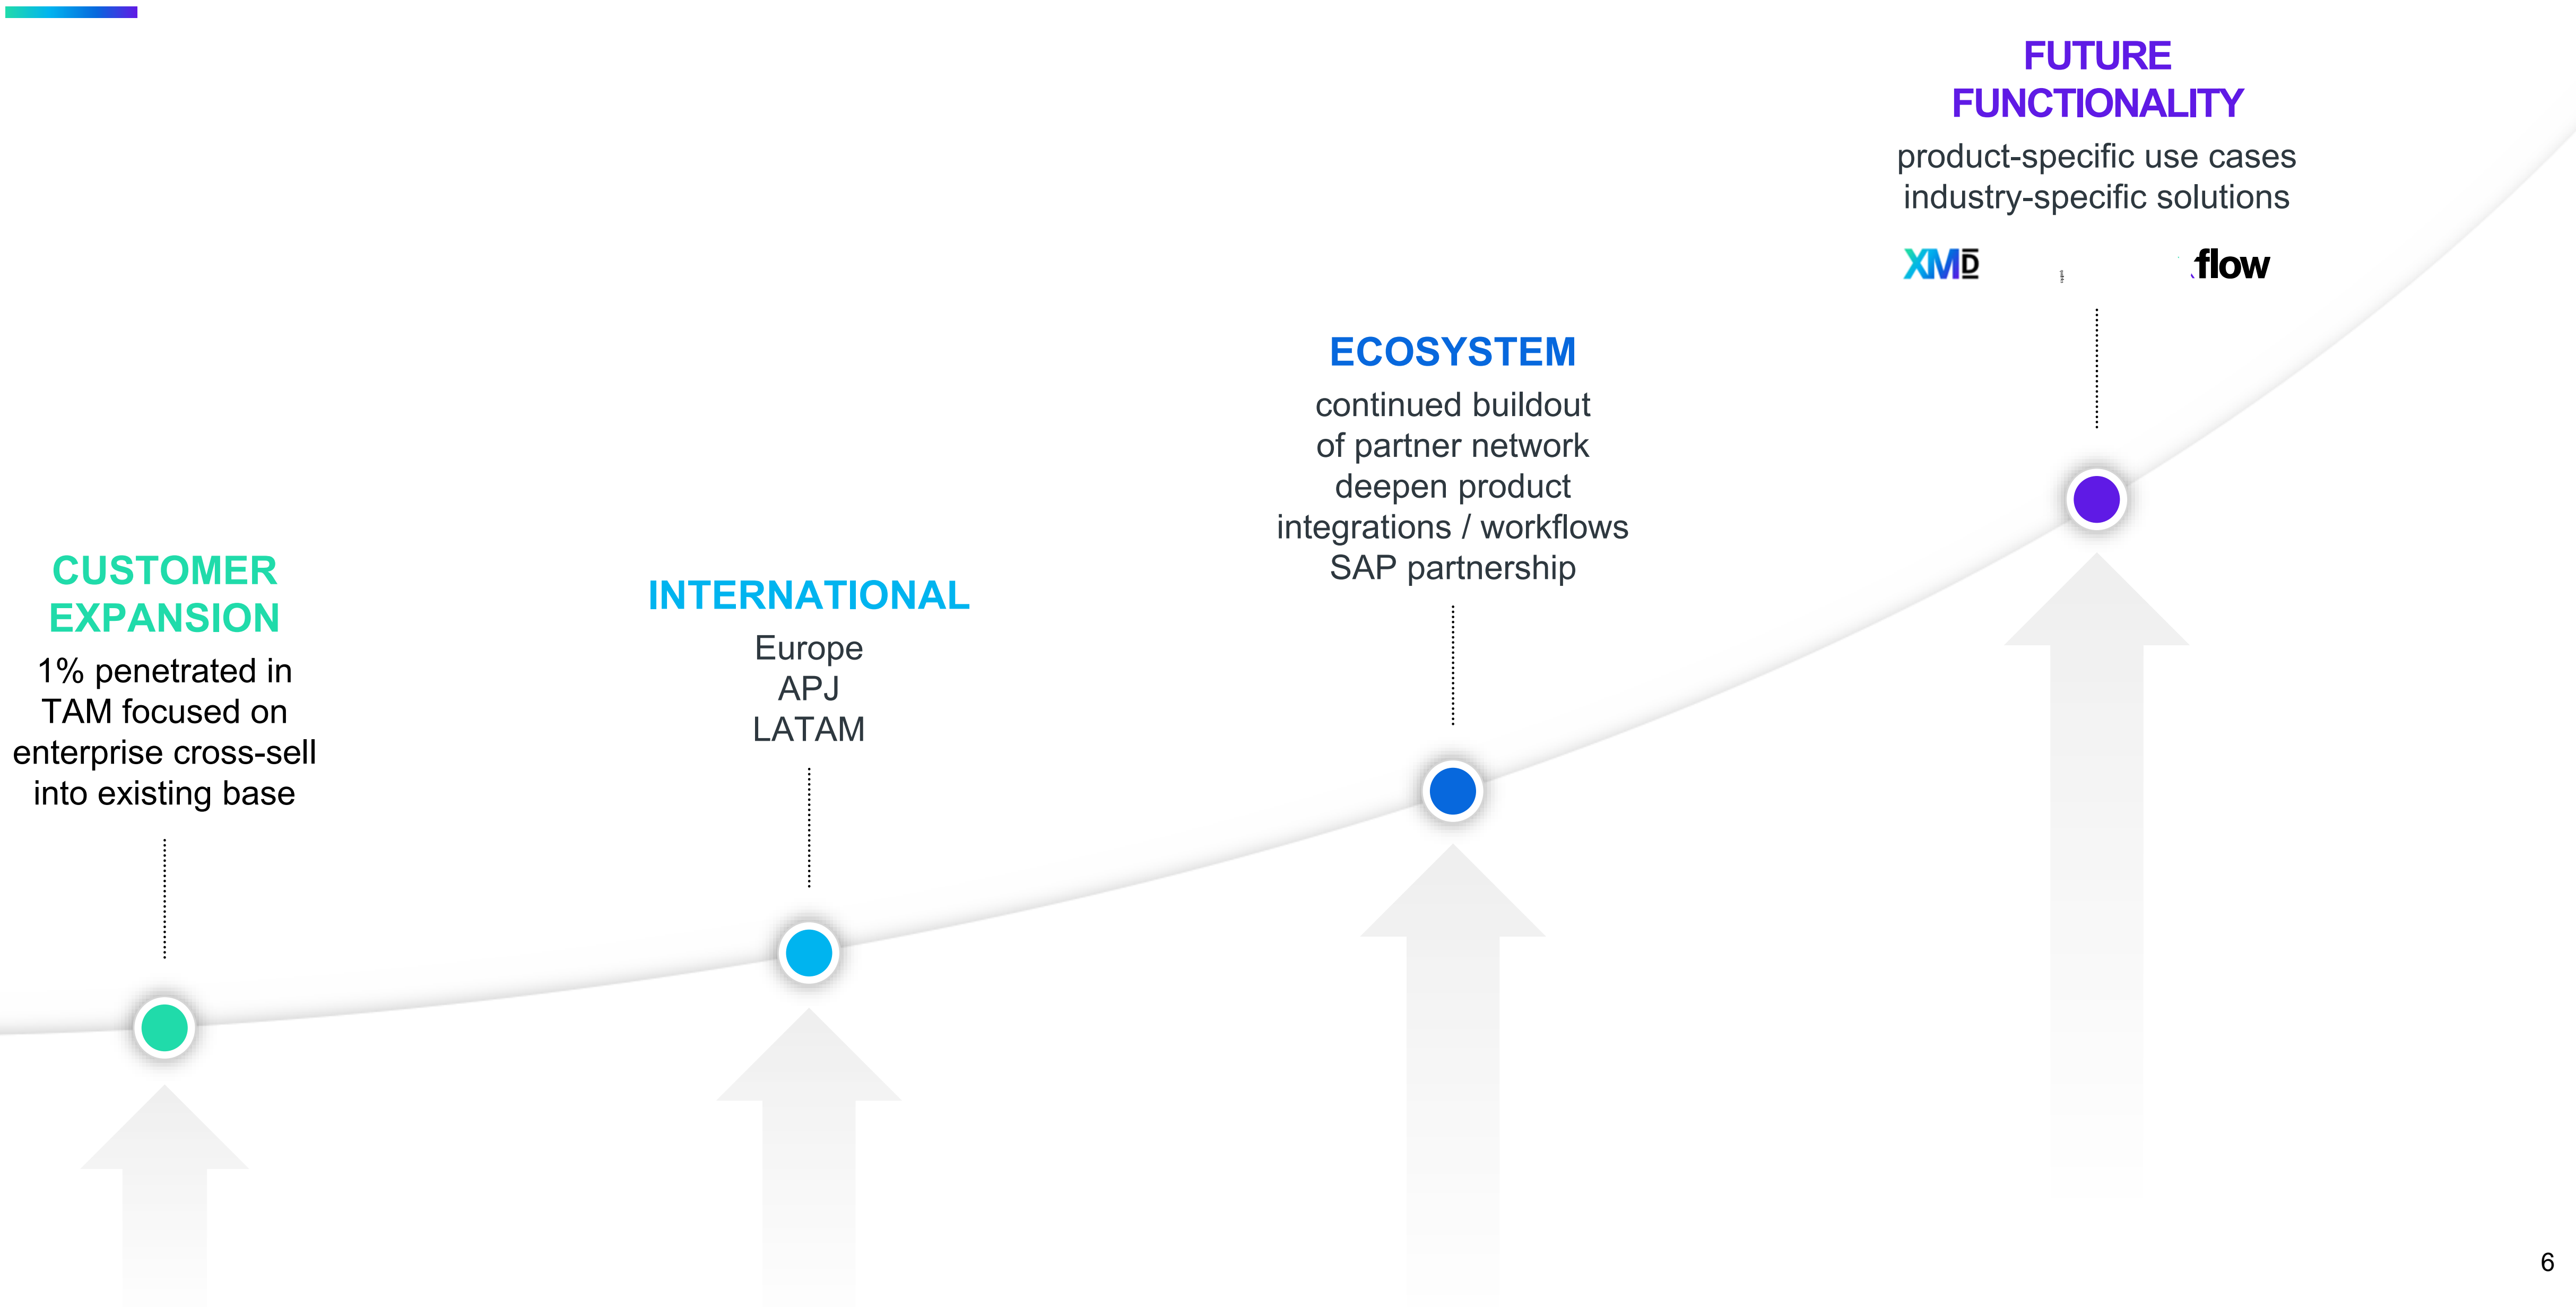 CUSTOMER
EXPANSION
1% penetrated in
TAM focused on
enterprise cross-sell
into existing base
INTERNATIONAL
Europe
APJ
LATAM
ECOSYSTEM
continued buildout
of partner network
deepen product
integrations / workflows
SAP partnership
FUTURE
FUNCTIONALITY
product-specific use cases
industry-specific solutions
XMD
flow
6